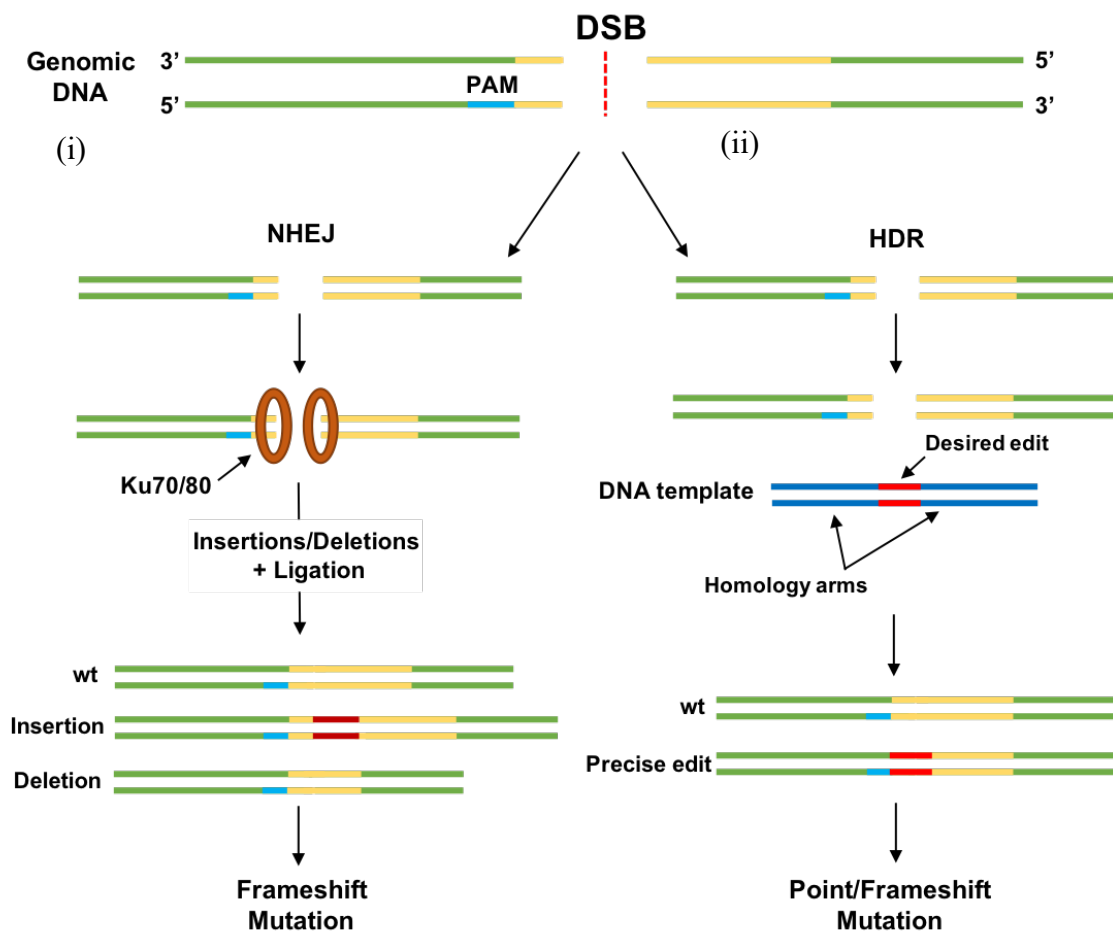 DSB
Genomic
DNA
3’
5’
PAM
5’
3’
(i)
(ii)
NHEJ
HDR
Ku70/80
Desired edit
DNA template
Insertions/Deletions
+ Ligation
Homology arms
wt
Insertion
Deletion
wt
Precise edit
Frameshift
Mutation
Point/Frameshift
Mutation